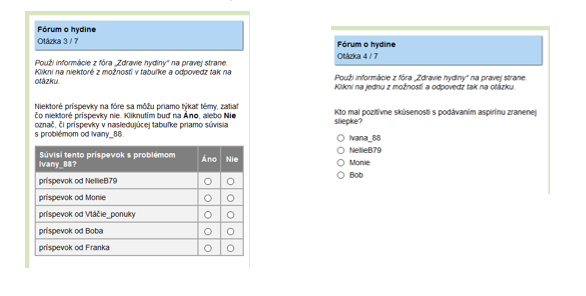 Fórum o hydine
Otázka 3 / 7
Použi informácie z fóra „Zdravie hydiny“ na pravej strane.
Klikni na niektoré z možností v tabuľke a odpovedz tak na
otázku.
Niektoré príspevky na fóre sa môžu priamo týkať témy, zatiaľ
čo niektoré príspevky nie. Kliknutím buď na Áno, alebo Nie
označ, či príspevky v nasledujúcej tabuľke priamo súvisia
s problémom od Ivany_88.
Súvisí tento príspevok s problémom
Ivany_88?
Áno
Nie
príspevok od NellieB79
príspevok od Monie
príspevok od Vtáčie_ponuky
príspevok od Boba
príspevok od Franka
Fórum o hydine
Otázka 4 / 7
Použi informácie z fóra „Zdravie hydiny“ na pravej strane.
Klikni na jednu z možností a odpovedz tak na otázku.
Kto mal pozitívne skúsenosti s podávaním aspirínu zranenej
sliepke?
Ivana_88
NellieB79
Monie
Bob